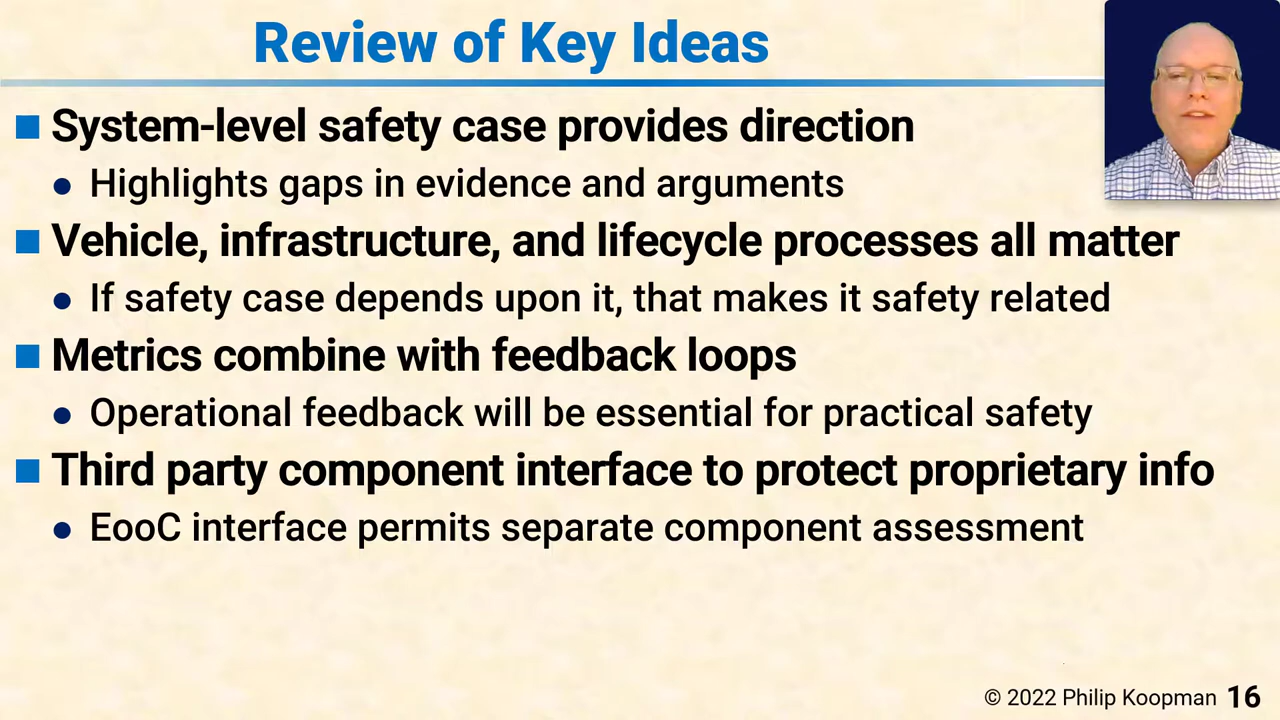 Review of Key Ideas
System-level safety case provides direction
Highlights gaps in evidence and arguments
Vehicle, infrastructure, and lifecycle processes all matter
If safety case depends upon it, that makes it safety related
Metrics combine with feedback loops
Operational feedback will be essential for practical safety
Third party component interface to protect proprietary info
EooC interface permits separate component assessment
© 2022 Philip Koopman 16